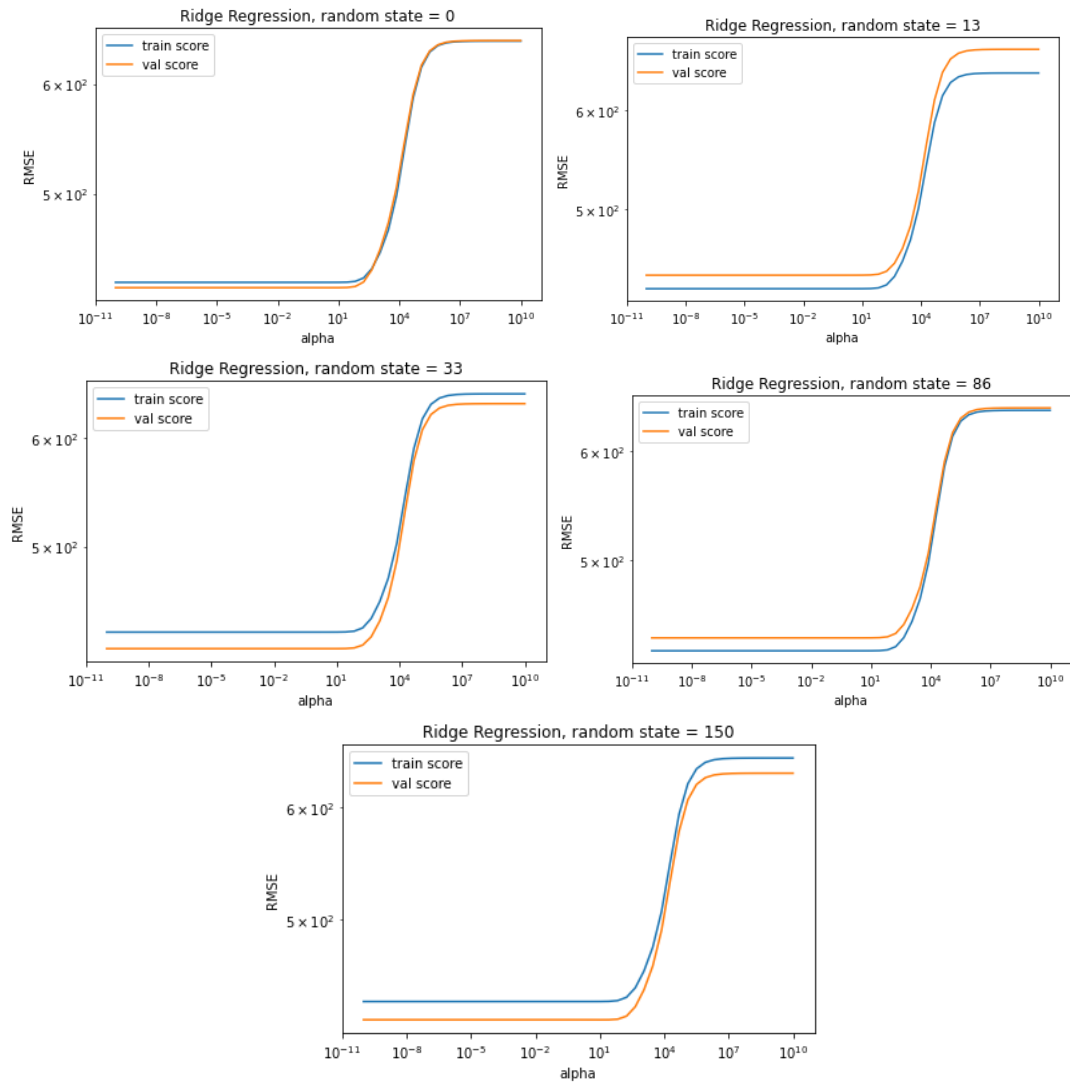 Ridge Regression, random state = 0
train score
val score
6 × 10²
5 × 10²
RMSE
10⁻¹¹ 10⁻⁸ 10⁻⁵ 10⁻² 10¹ 10⁴ 10⁷ 10¹⁰
alpha
Ridge Regression, random state = 13
train score
val score
6 × 10²
5 × 10²
RMSE
10⁻¹¹ 10⁻⁸ 10⁻⁵ 10⁻² 10¹ 10⁴ 10⁷ 10¹⁰
alpha
Ridge Regression, random state = 33
train score
val score
6 × 10²
5 × 10²
RMSE
10⁻¹¹ 10⁻⁸ 10⁻⁵ 10⁻² 10¹ 10⁴ 10⁷ 10¹⁰
alpha
Ridge Regression, random state = 86
train score
val score
6 × 10²
5 × 10²
RMSE
10⁻¹¹ 10⁻⁸ 10⁻⁵ 10⁻² 10¹ 10⁴ 10⁷ 10¹⁰
alpha
Ridge Regression, random state = 150
train score
val score
6 × 10²
5 × 10²
RMSE
10⁻¹¹ 10⁻⁸ 10⁻⁵ 10⁻² 10¹ 10⁴ 10⁷ 10¹⁰
alpha